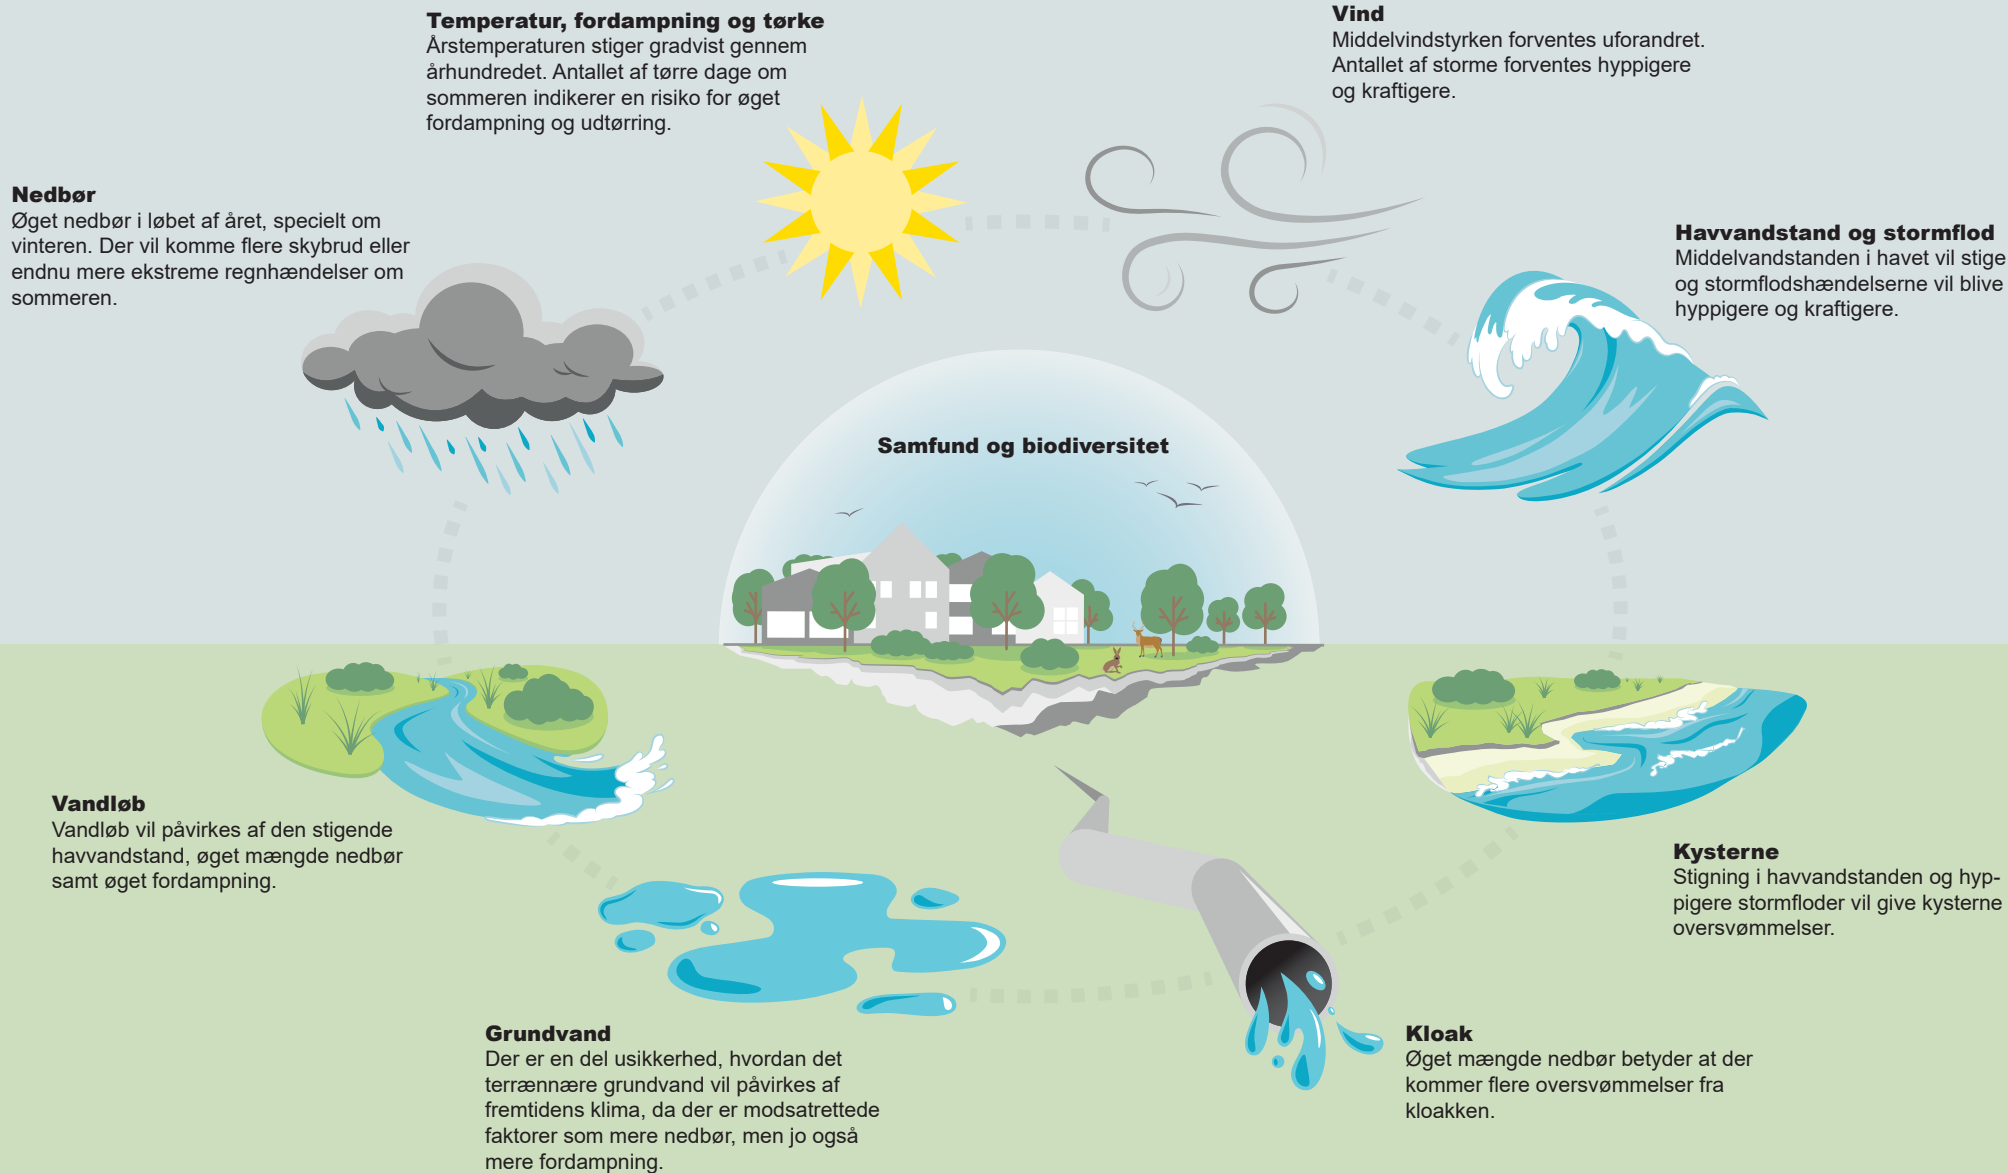 Temperatur, fordampning og tørke
Årstemperaturen stiger gradvist gennem
århundredet. Antallet af tørre dage om
sommeren indikerer en risiko for øget
fordampning og udtørring.
Vind
Middelvindstyrken forventes uforandret.
Antallet af storme forventes hyppigere
og kraftigere.
Nedbør
Øget nedbør i løbet af året, specielt om
vinteren. Der vil komme flere skybrud eller
endnu mere ekstreme regnhændelser om
sommeren.
Havvandstand og stormflod
Middelvandstanden i havet vil stige
og stormflodshændelserne vil blive
hyppigere og kraftigere.
Samfund og biodiversitet
Vandløb
Vandløb vil påvirkes af den stigende
havvandstand, øget mængde nedbør
samt øget fordampning.
Kysterne
Stigning i havvandstanden og hyp-
pigere stormfloder vil give kysterne
oversvømmelser.
Grundvand
Der er en del usikkerhed, hvordan det
terrænnære grundvand vil påvirkes af
fremtidens klima, da der er modsatrettede
faktorer som mere nedbør, men jo også
mere fordampning.
Kloak
Øget mængde nedbør betyder at der
kommer flere oversvømmelser fra
kloakken.